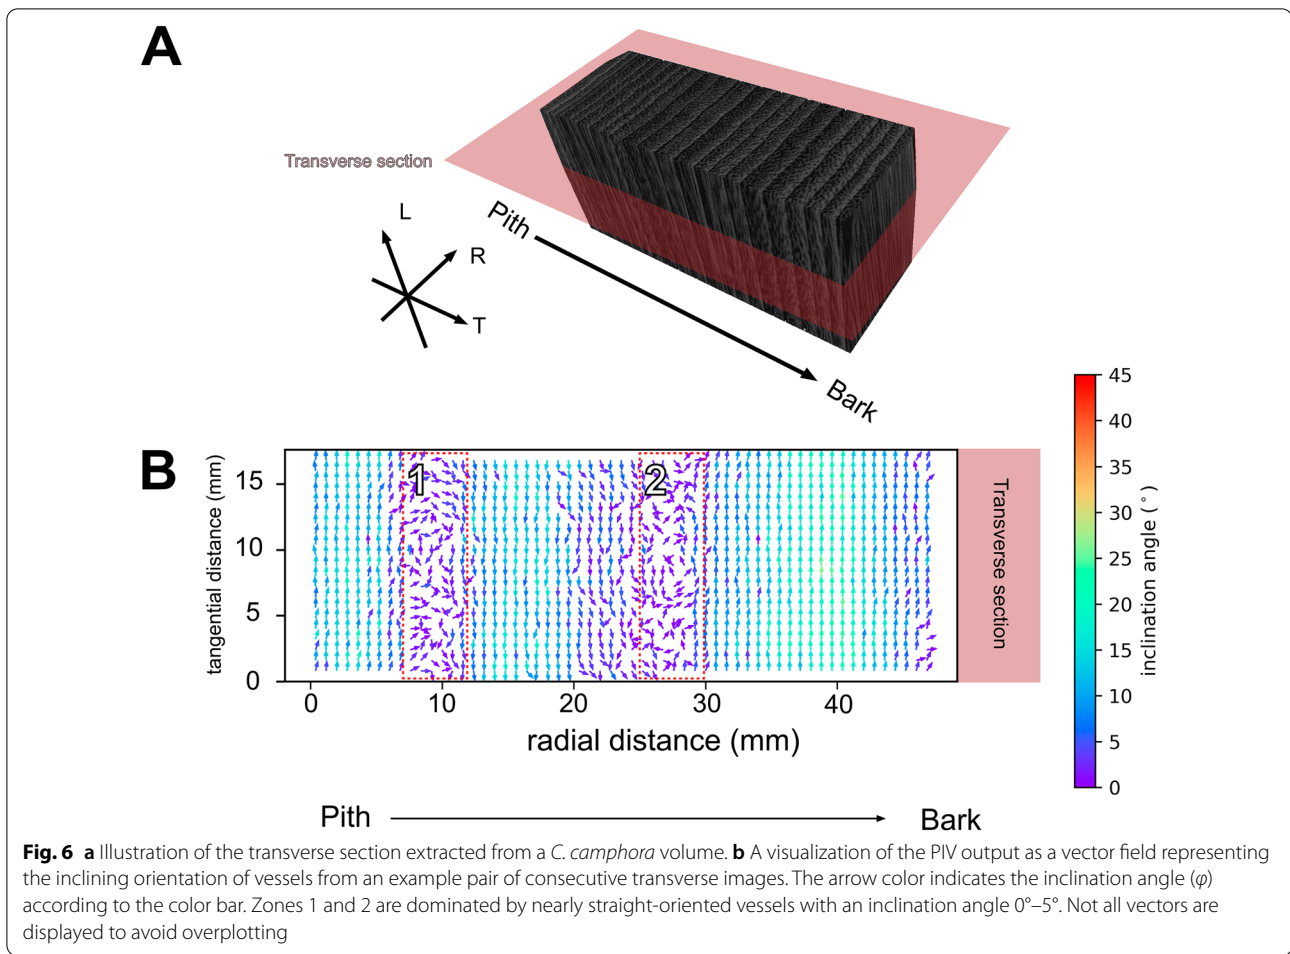 A
Transverse section
L
R
T
Pith
Bark
B
tangential distance (mm)
15
10
5
0
1
2
0
10
20
30
40
radial distance (mm)
Transverse section
45
40
35
30
25
20
15
10
5
0
inclination angle (°)
Pith
Bark
Fig. 6 a Illustration of the transverse section extracted from a C. camphora volume. b A visualization of the PIV output as a vector field representing
the inclining orientation of vessels from an example pair of consecutive transverse images. The arrow color indicates the inclination angle (φ)
according to the color bar. Zones 1 and 2 are dominated by nearly straight-oriented vessels with an inclination angle 0°–5°. Not all vectors are
displayed to avoid overplotting